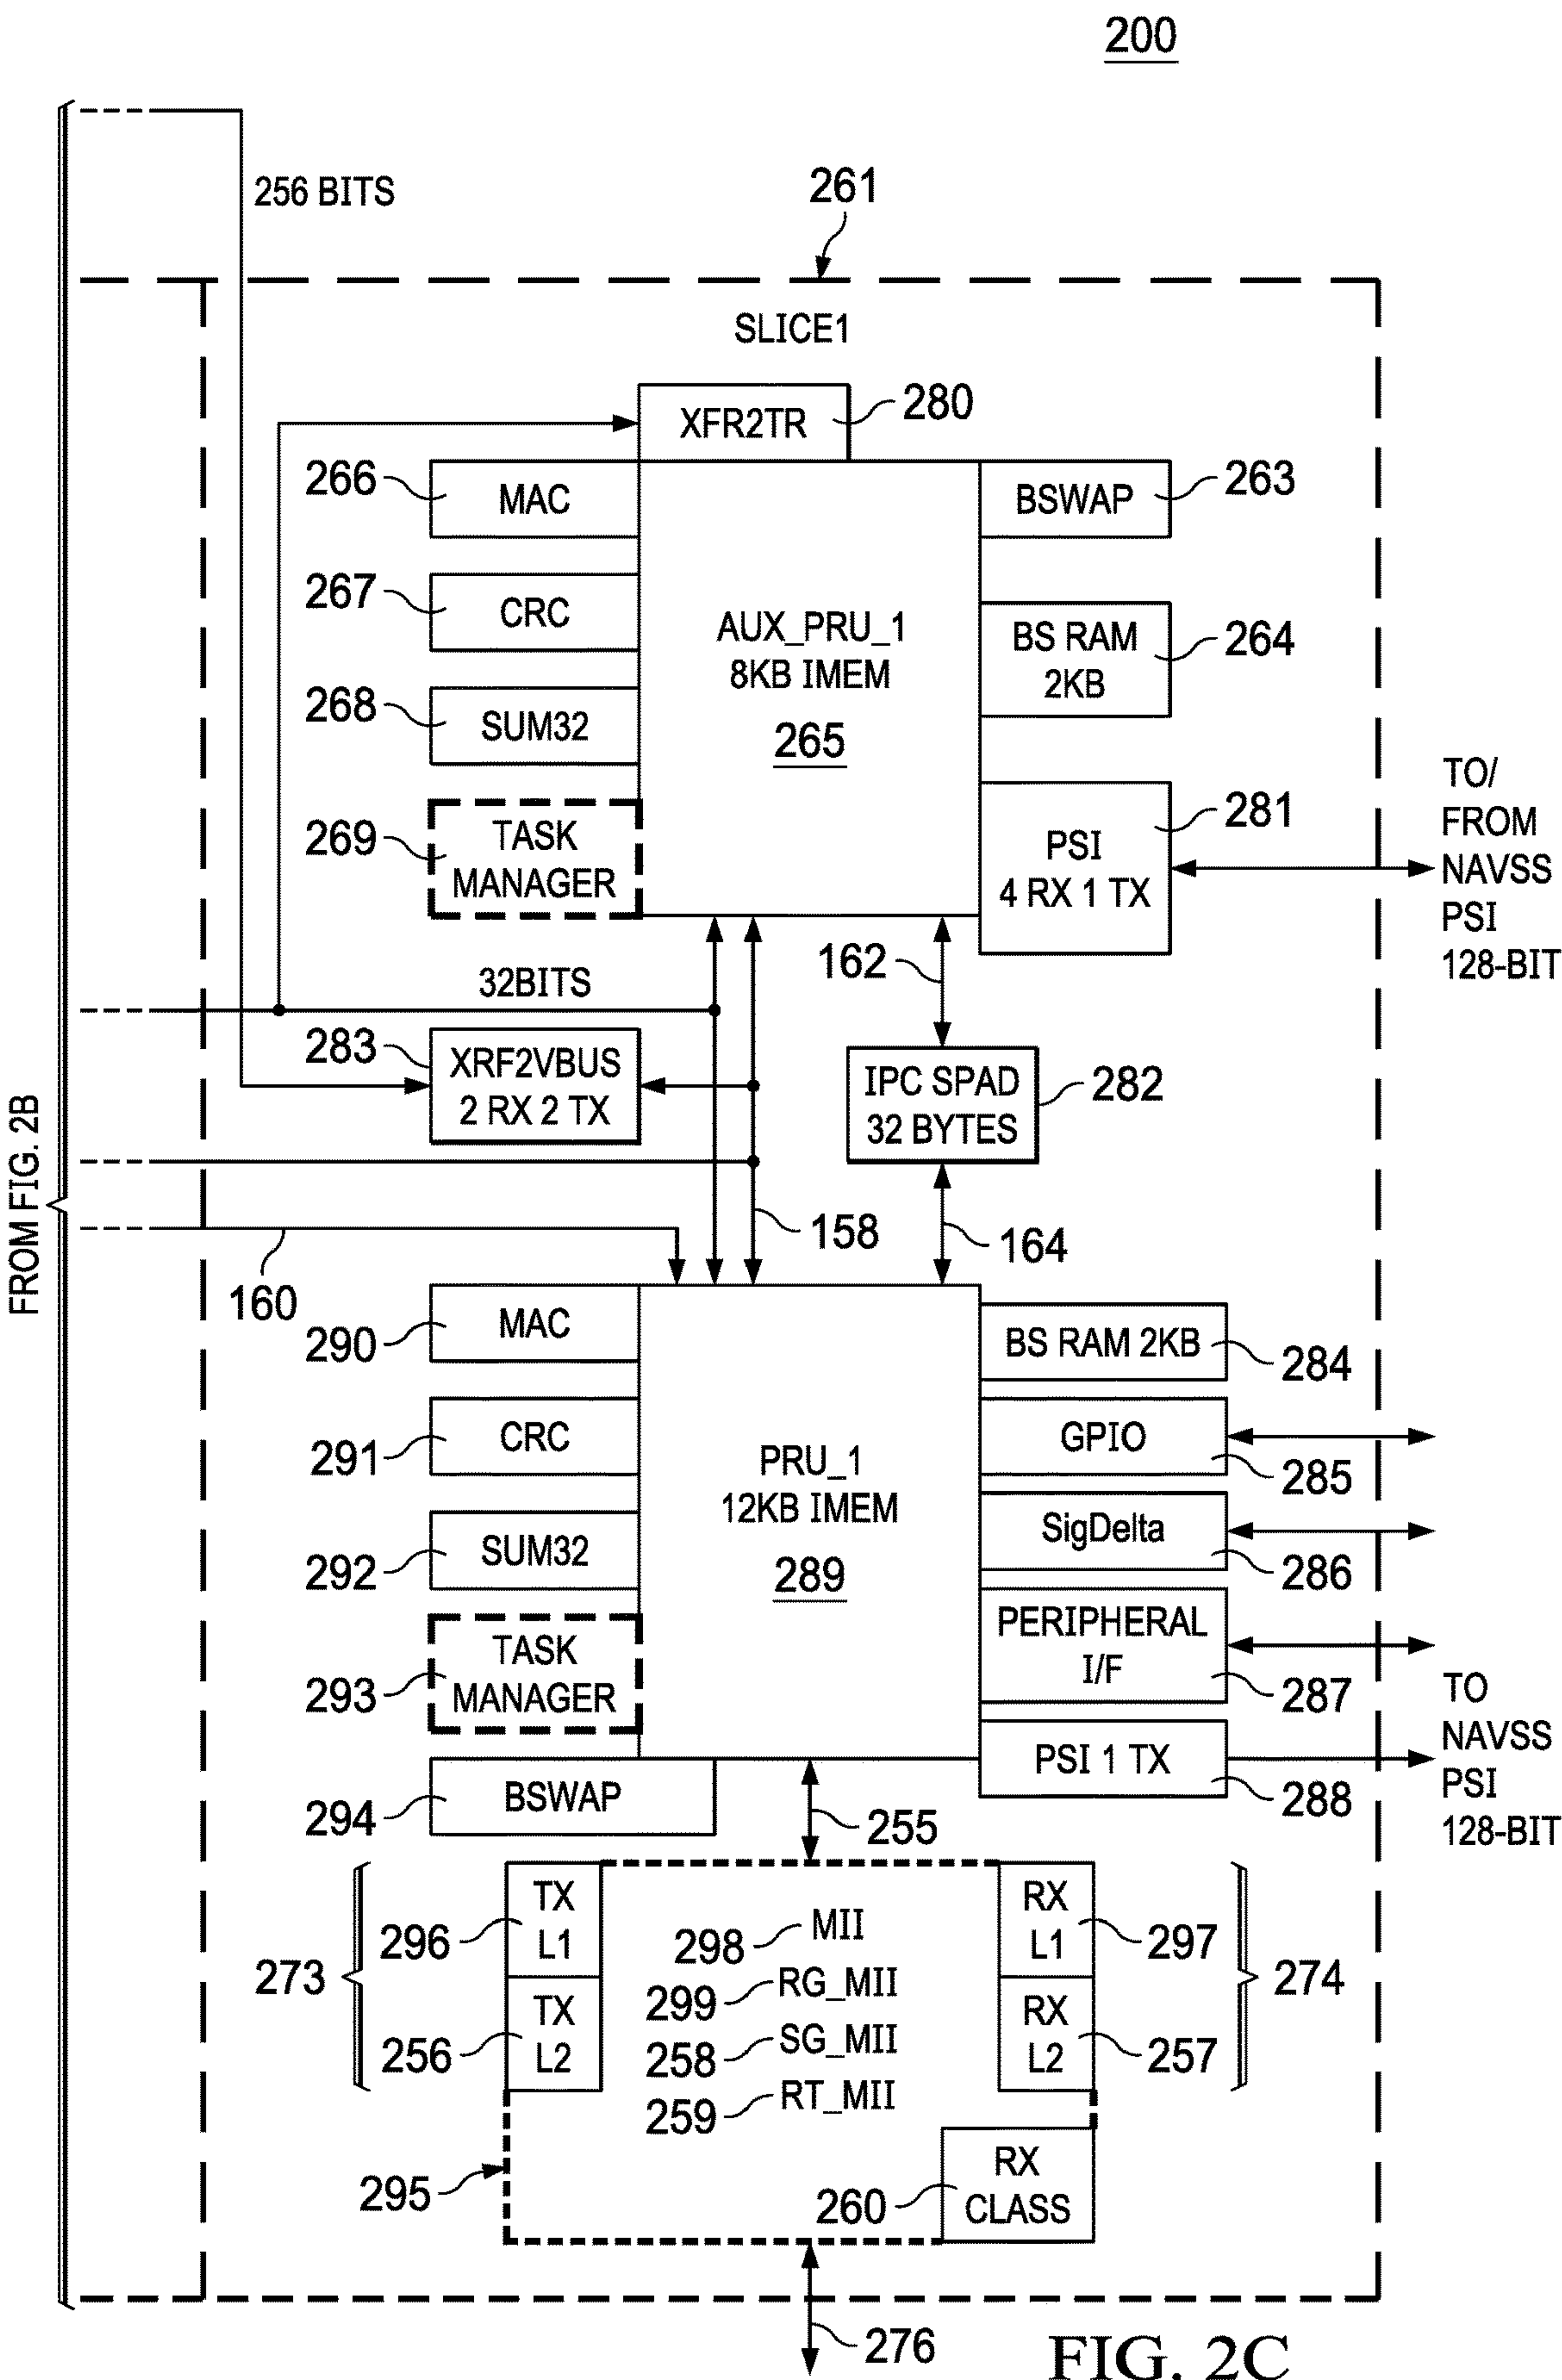 200
256 BITS
261
SLICE1
XFR2TR
280
266
MAC
BSWAP
263
267
CRC
AUX_PRU_1
8KB IMEM
265
BS RAM
2KB
264
268
SUM32
269
TASK
MANAGER
PSI
4 RX 1 TX
281
TO/
FROM
NAVSS
PSI
128-BIT
162
32BITS
283
XRF2VBUS
2 RX 2 TX
IPC SPAD
32 BYTES
282
FROM FIG. 2B
158
164
160
290
MAC
BS RAM 2KB
284
291
CRC
PRU_1
12KB IMEM
289
GPIO
285
292
SUM32
SigDelta
286
293
TASK
MANAGER
PERIPHERAL
I/F
287
TO
NAVSS
PSI
128-BIT
PSI 1 TX
288
294
BSWAP
255
273
296
TX
L1
256
TX
L2
298
MII
299
RG_MII
258
SG_MII
259
RT_MII
RX
L1
297
RX
L2
257
274
295
260
RX
CLASS
276
FIG. 2C